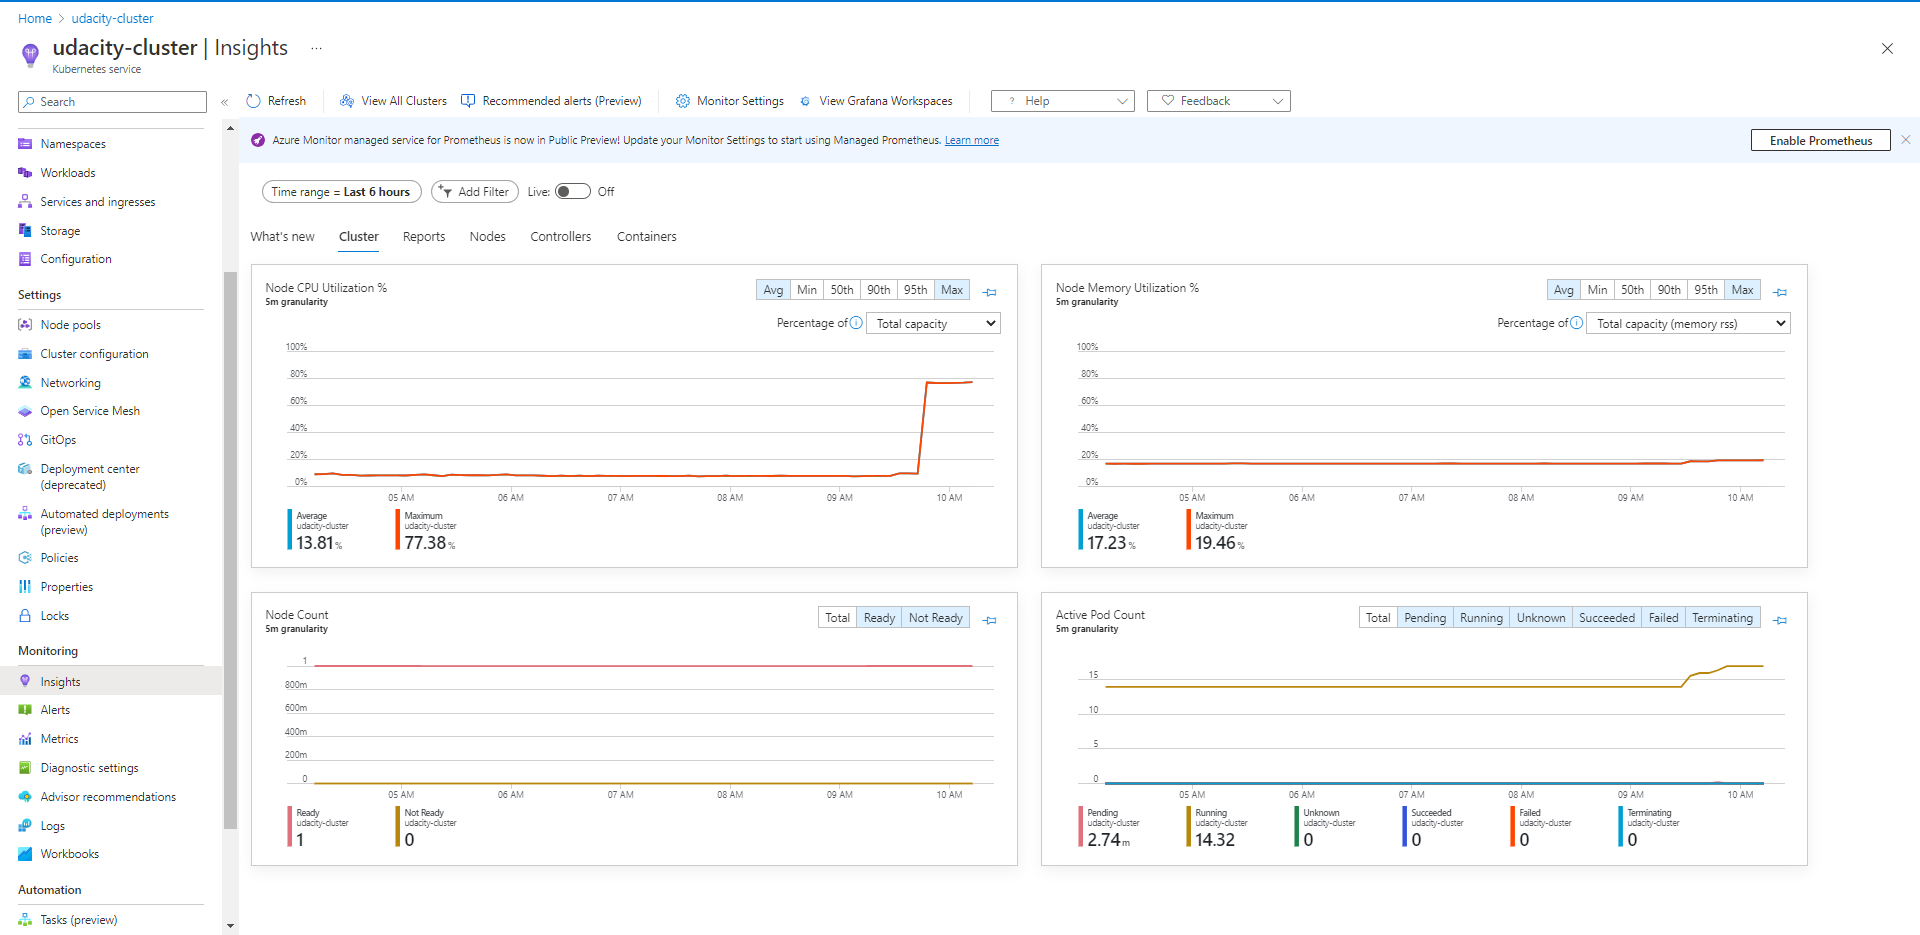 Home > udacity-cluster
udacity-cluster | Insights ...
Kubernetes service
Search
«
Refresh
View All Clusters
Recommended alerts (Preview)
Monitor Settings
View Grafana Workspaces
? Help
Feedback
Azure Monitor managed service for Prometheus is now in Public Preview! Update your Monitor Settings to start using Managed Prometheus. Learn more
Enable Prometheus
Namespaces
Workloads
Services and ingresses
Storage
Configuration
Settings
Node pools
Cluster configuration
Networking
Open Service Mesh
GitOps
Deployment center
(deprecated)
Automated deployments
(preview)
Policies
Properties
Locks
Monitoring
Insights
Alerts
Metrics
Diagnostic settings
Advisor recommendations
Logs
Workbooks
Automation
Tasks (preview)
Time range = Last 6 hours
Add Filter
Live: Off
What's new
Cluster
Reports
Nodes
Controllers
Containers
Node CPU Utilization %
5m granularity
Avg Min 50th 90th 95th Max
Percentage of Total capacity
100%
80%
60%
40%
20%
0%
05 AM 06 AM 07 AM 08 AM 09 AM 10 AM
Average
udacity-cluster
13.81 %
Maximum
udacity-cluster
77.38 %
Node Memory Utilization %
5m granularity
Avg Min 50th 90th 95th Max
Percentage of Total capacity (memory rss)
100%
80%
60%
40%
20%
0%
05 AM 06 AM 07 AM 08 AM 09 AM 10 AM
Average
udacity-cluster
17.23 %
Maximum
udacity-cluster
19.46 %
Node Count
5m granularity
Total Ready Not Ready
1
800m
600m
400m
200m
0
05 AM 06 AM 07 AM 08 AM 09 AM 10 AM
Ready
udacity-cluster
1
Not Ready
udacity-cluster
0
Active Pod Count
5m granularity
Total Pending Running Unknown Succeeded Failed Terminating
15
10
5
0
05 AM 06 AM 07 AM 08 AM 09 AM 10 AM
Pending
udacity-cluster
2.74 m
Running
udacity-cluster
14.32
Unknown
udacity-cluster
0
Succeeded
udacity-cluster
0
Failed
udacity-cluster
0
Terminating
udacity-cluster
0